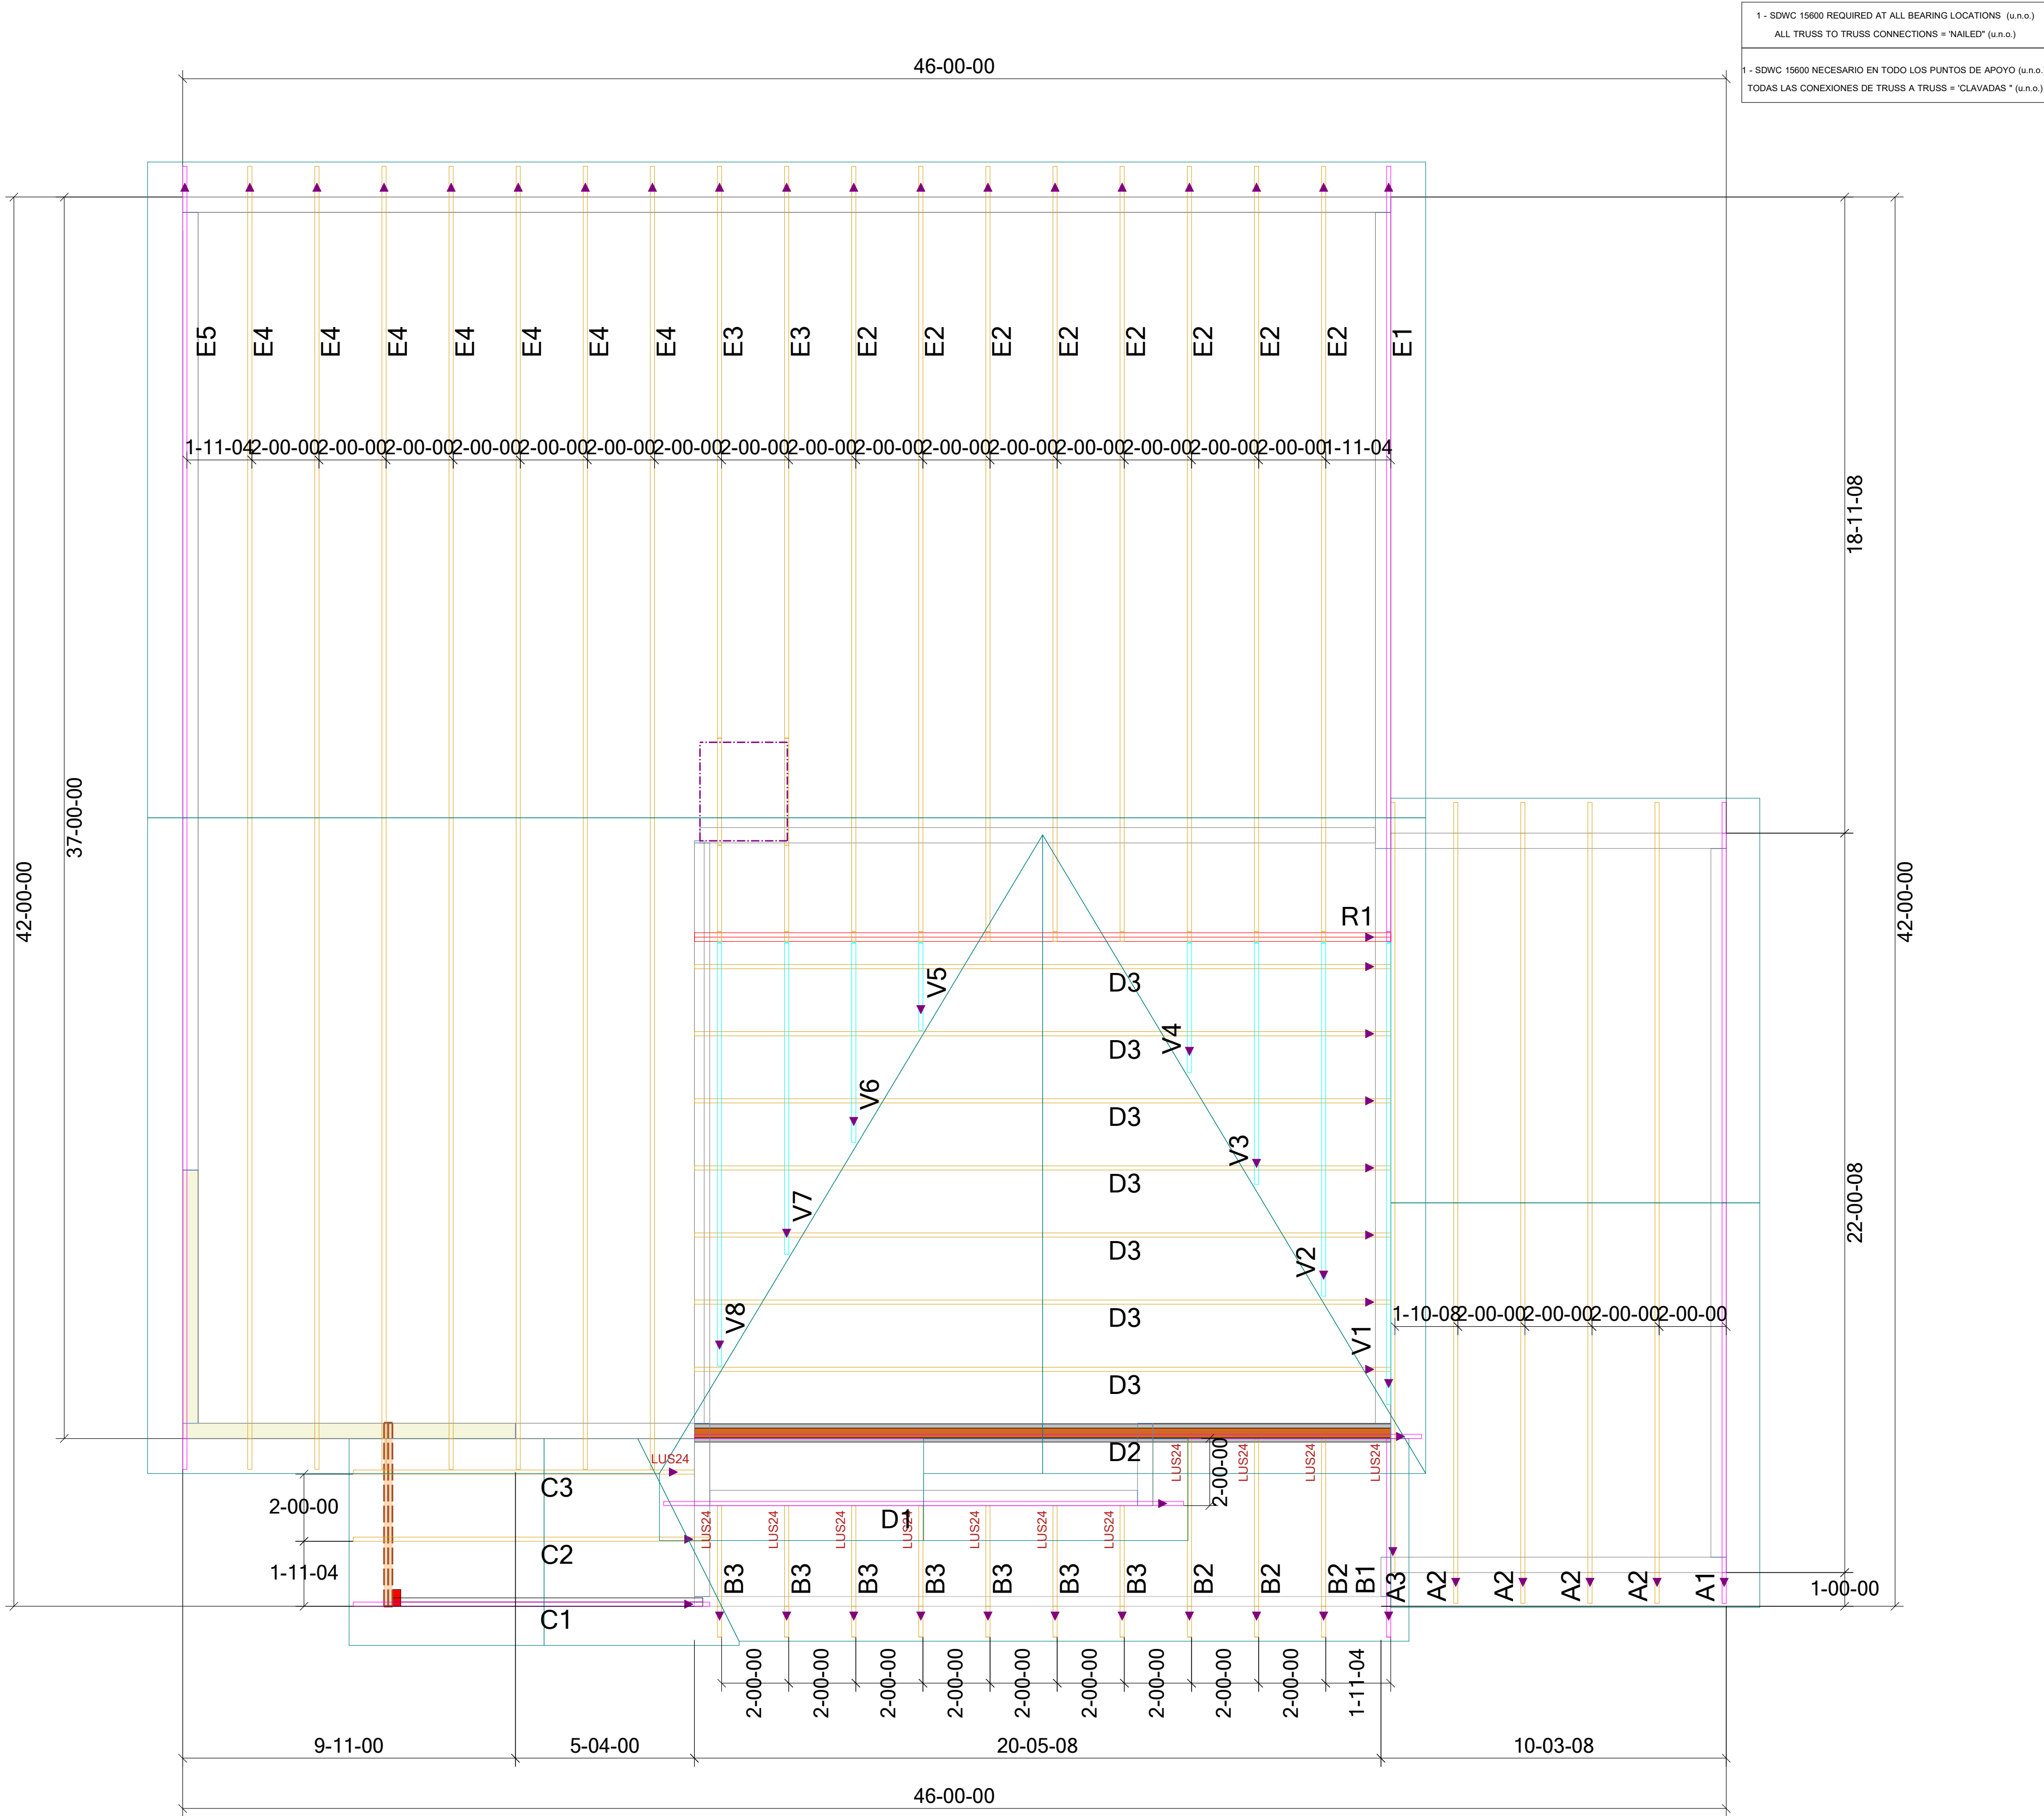 1 - SDWC 15600 REQUIRED AT ALL BEARING LOCATIONS (u.n.o.)
ALL TRUSS TO TRUSS CONNECTIONS = 'NAILED" (u.n.o.)
1 - SDWC 15600 NECESARIO EN TODO LOS PUNTOS DE APOYO (u.n.o.
TODAS LAS CONEXIONES DE TRUSS A TRUSS = 'CLAVADAS " (u.n.o.)
46-00-00
E5 E4 E4 E4 E4 E4 E4 E4 E3 E3 E2 E2 E2 E2 E2 E2 E2 E2 E1
1-11-04 2-00-00 2-00-00 2-00-00 2-00-00 2-00-00 2-00-00 2-00-00 2-00-00 2-00-00 2-00-00 2-00-00 2-00-00 2-00-00 2-00-00 2-00-00 2-00-00 1-11-04
18-11-08
37-00-00
42-00-00
42-00-00
R1
V5
D3
V4
D3
V6
D3
V3
D3
V7
22-00-08
D3
V2
D3
V8
V1
1-10-08 2-00-00 2-00-00 2-00-00 2-00-00
D3
LUS24
D2
LUS24 LUS24 LUS24 LUS24
2-00-00
C3
2-00-00
D1
LUS24 LUS24 LUS24 LUS24 LUS24 LUS24 LUS24
C2
1-11-04
B3 B3 B3 B3 B3 B3 B3 B2 B2 B2 B1 A3 A2 A2 A2 A2 A1
1-00-00
C1
2-00-00 2-00-00 2-00-00 2-00-00 2-00-00 2-00-00 2-00-00 2-00-00 2-00-00 1-11-04
9-11-00 5-04-00 20-05-08 10-03-08
46-00-00